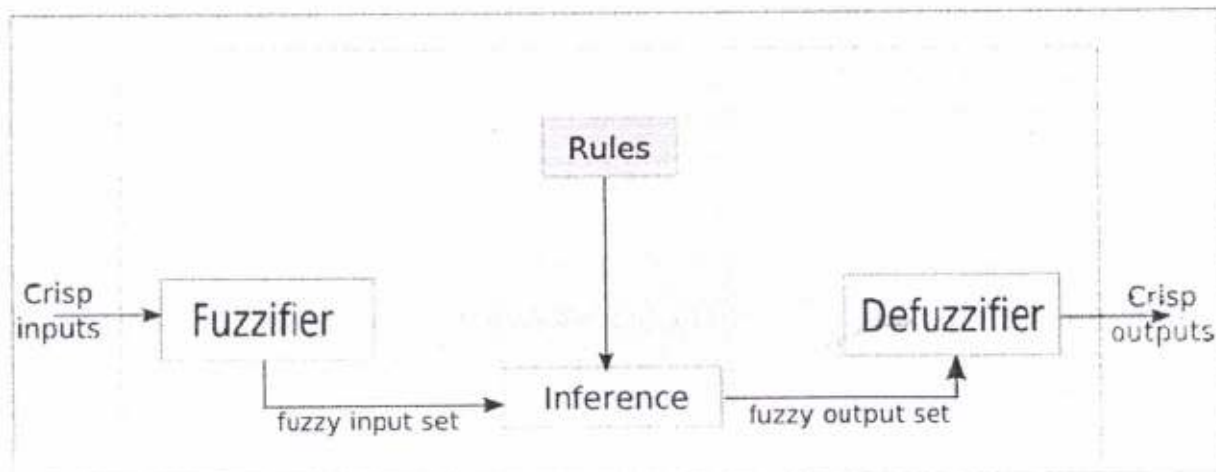 Rules
Crisp
inputs
Fuzzifier
fuzzy input set
Inference
fuzzy output set
Defuzzifier
Crisp
outputs